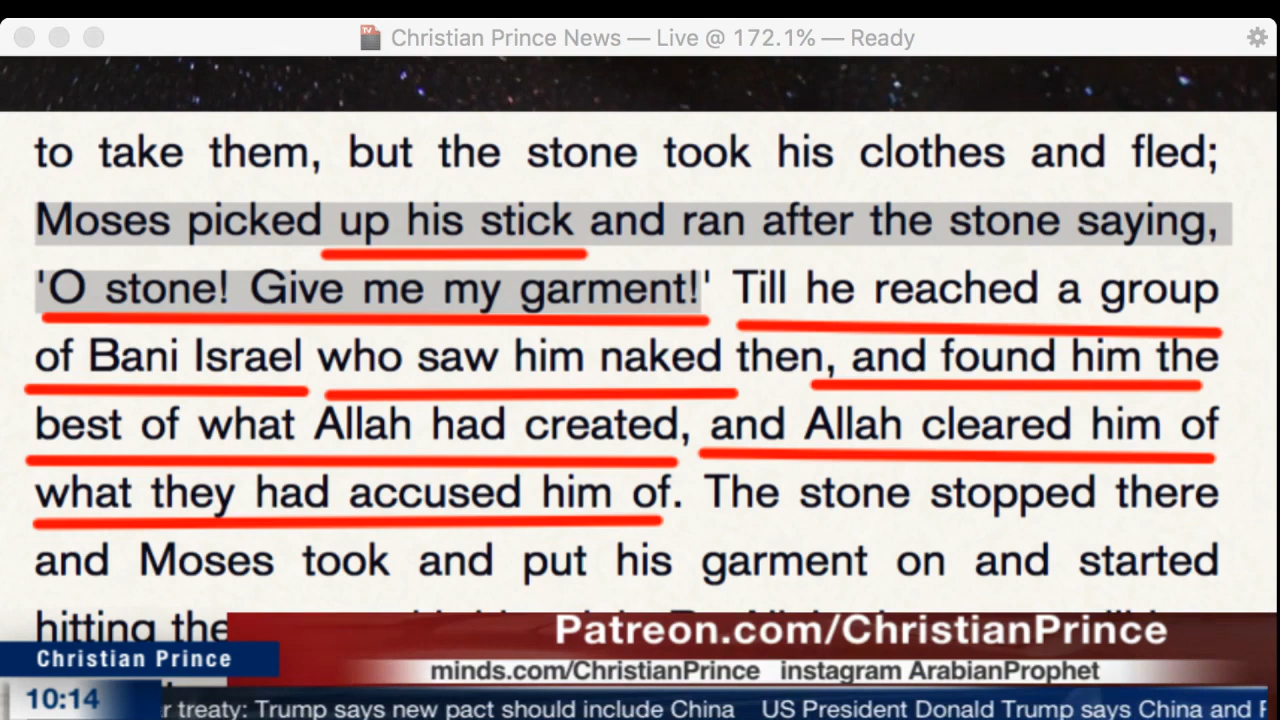 Christian Prince News — Live @ 172.1% — Ready
to take them, but the stone took his clothes and fled;
Moses picked up his stick and ran after the stone saying,
'O stone! Give me my garment!' Till he reached a group
of Bani Israel who saw him naked then, and found him the
best of what Allah had created, and Allah cleared him of
what they had accused him of. The stone stopped there
and Moses took and put his garment on and started
hitting the
Patreon.com/ChristianPrince
Christian Prince
minds.com/ChristianPrince instagram ArabianProphet
10:14
r treaty: Trump says new pact should include China US President Donald Trump says China and